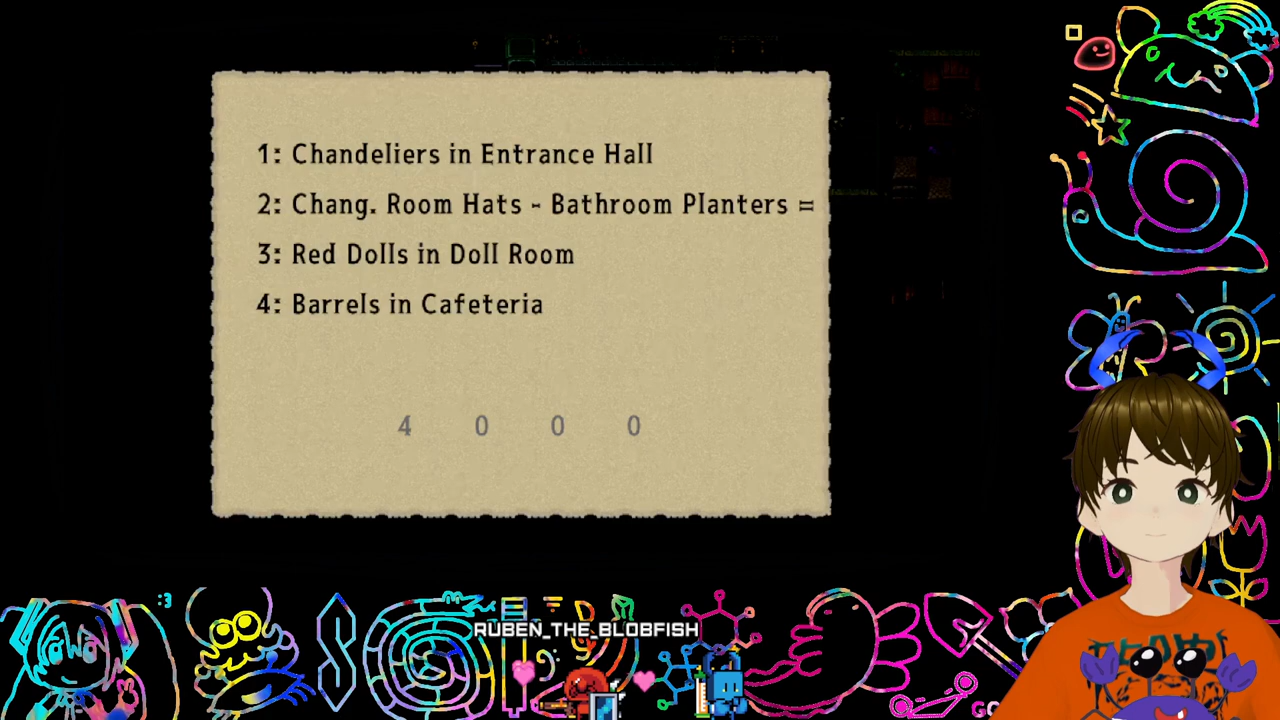 1: Chandeliers in Entrance Hall
2: Chang. Room Hats - Bathroom Planters =
3: Red Dolls in Doll Room
4: Barrels in Cafeteria
4 0 0 0
:3
RUBEN_THE_BLOBFISH